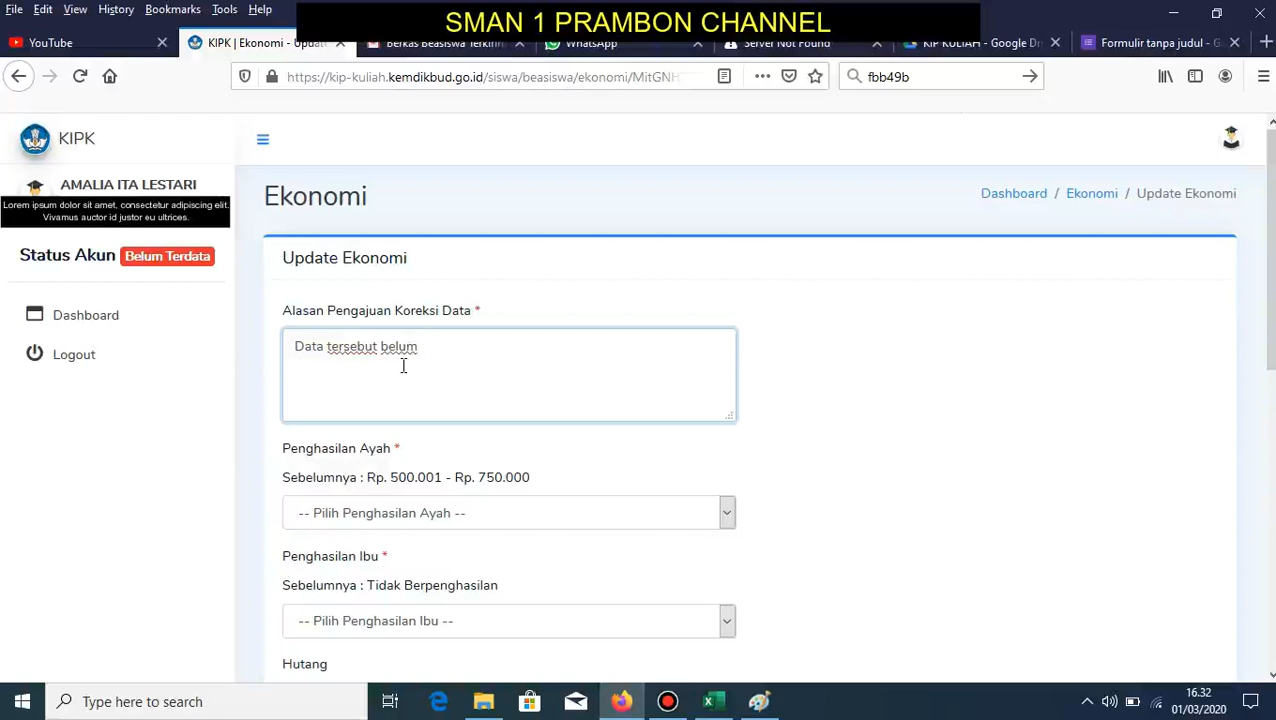 SMAN 1 PRAMBON CHANNEL
File Edit View History Bookmarks Tools Help
YouTube
KIPK | Ekonomi - Update
Berkas Beasiswa Terkirim
WhatsApp
Server Not Found
KIP KULIAH - Google Dr
Formulir tanpa judul - G
https://kip-kuliah.kemdikbud.go.id/siswa/beasiswa/ekonomi/MitGNH
fbb49b
KIPK
AMALIA ITA LESTARI
Lorem ipsum dolor sit amet, consectetur adipiscing elit.
Vivamus auctor id justor eu ultrices.
Status Akun Belum Terdata
Dashboard
Logout
Ekonomi
Dashboard / Ekonomi / Update Ekonomi
Update Ekonomi
Alasan Pengajuan Koreksi Data *
Data tersebut belum
Penghasilan Ayah *
Sebelumnya : Rp. 500.001 - Rp. 750.000
-- Pilih Penghasilan Ayah --
Penghasilan Ibu *
Sebelumnya : Tidak Berpenghasilan
-- Pilih Penghasilan Ibu --
Hutang
Type here to search
16.32
01/03/2020